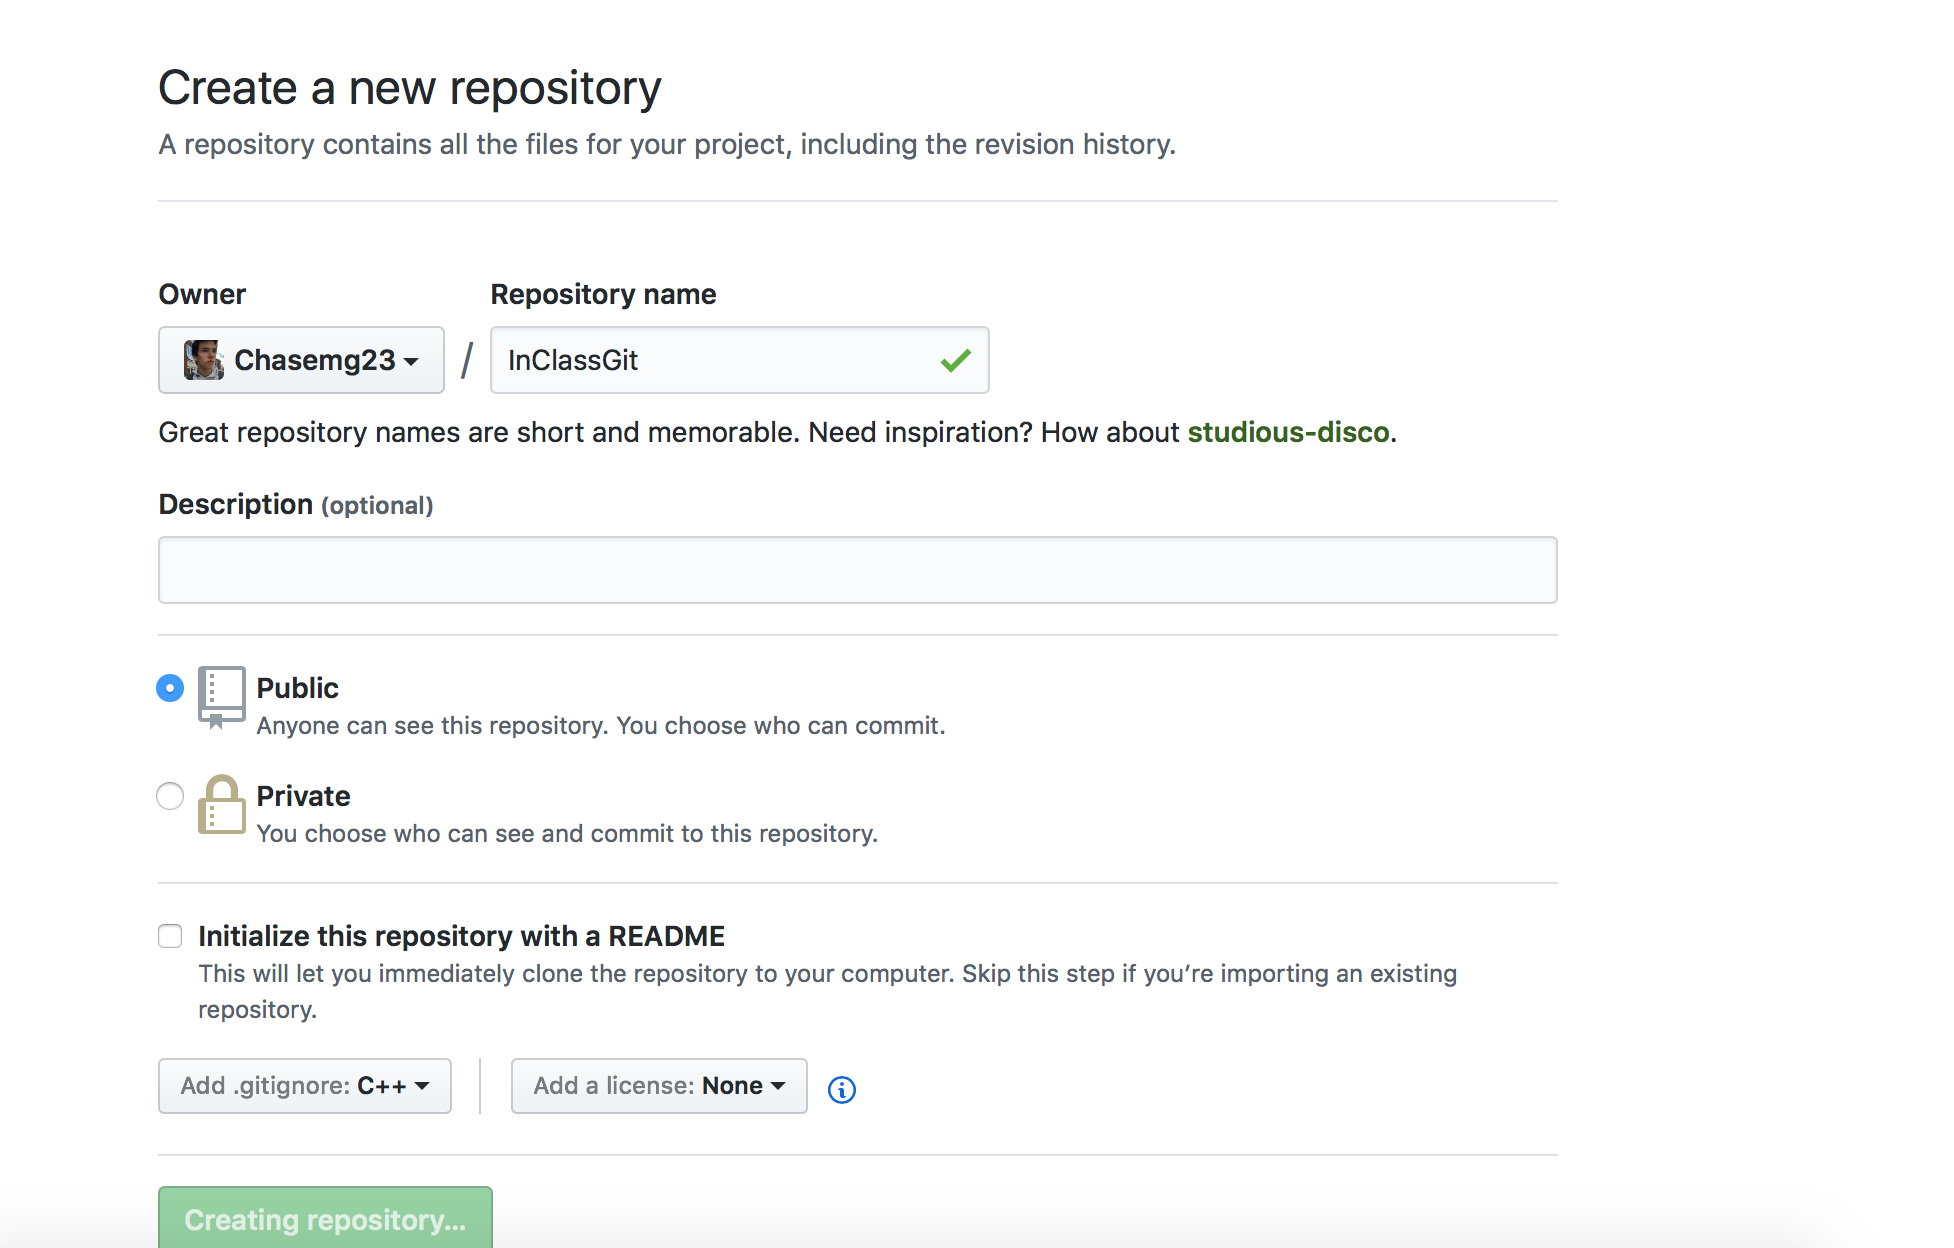 Create a new repository
A repository contains all the files for your project, including the revision history.
Owner
Repository name
Chasemg23
/
InClassGit
Great repository names are short and memorable. Need inspiration? How about studious-disco.
Description (optional)
Public
Anyone can see this repository. You choose who can commit.
Private
You choose who can see and commit to this repository.
Initialize this repository with a README
This will let you immediately clone the repository to your computer. Skip this step if you’re importing an existing
repository.
Add .gitignore: C++
Add a license: None
Creating repository...